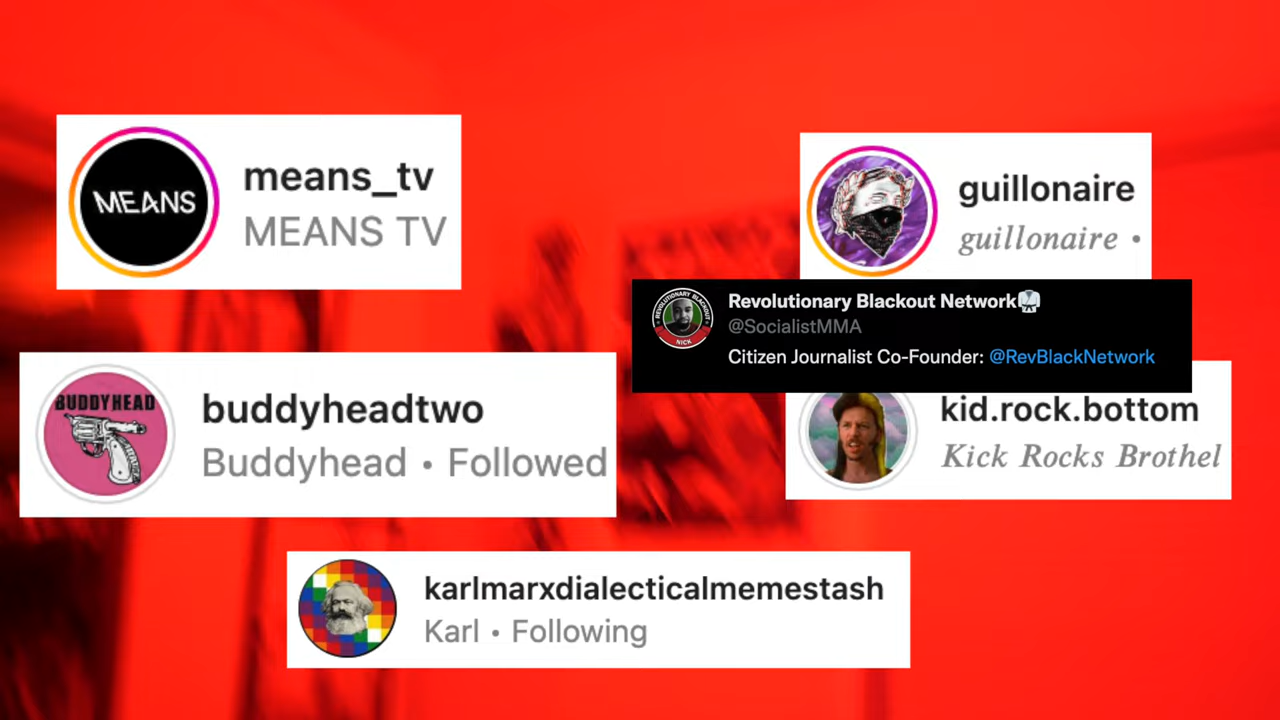 MEANS
means_tv
MEANS TV
guillonaire
guillonaire •
REVOLUTIONARY BLACKOUT
NICK
Revolutionary Blackout Network
@SocialistMMA
Citizen Journalist Co-Founder: @RevBlackNetwork
BUDDYHEAD
buddyheadtwo
Buddyhead • Followed
kid.rock.bottom
Kick Rocks Brothel
karlmarxdialecticalmemestash
Karl • Following